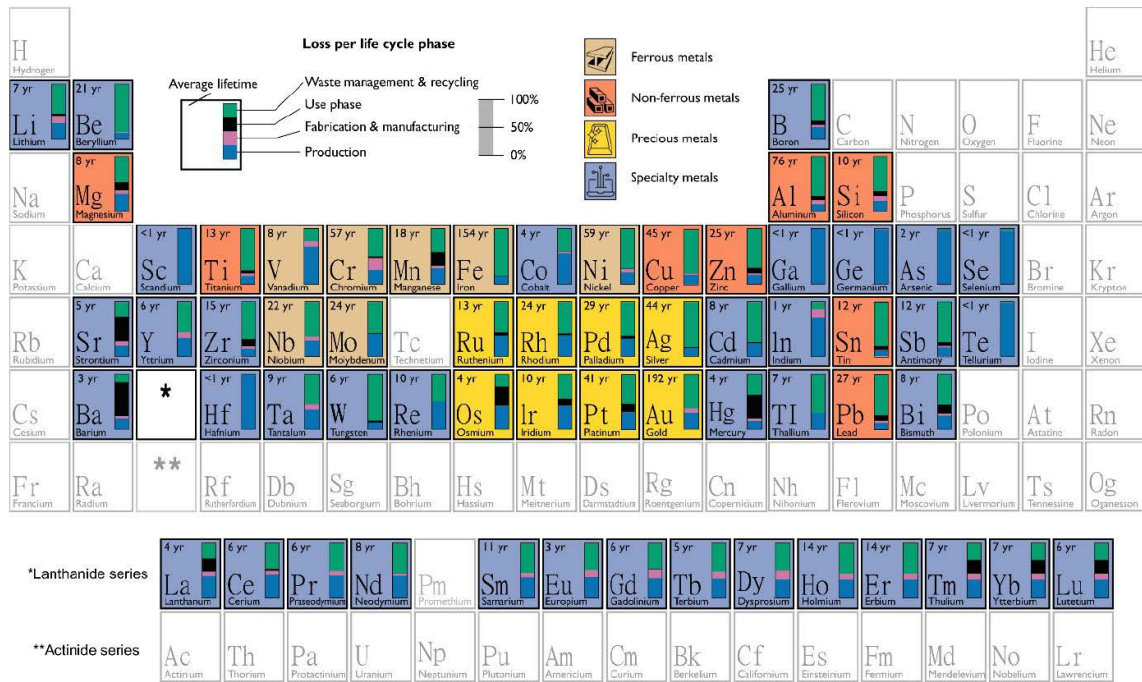 H
Hydrogen
Loss per life cycle phase
He
Helium
Average lifetime
Waste management & recycling
Use phase
Fabrication & manufacturing
Production
100%
50%
0%
Ferrous metals
Non-ferrous metals
Precious metals
Specialty metals
7 yr 21 yr 25 yr
Li Be B C N O F Ne
Lithium Beryllium Boron Carbon Nitrogen Oxygen Fluorine Neon
8 yr 76 yr 10 yr
Na Mg Al Si P S Cl Ar
Sodium Magnesium Aluminum Silicon Phosphorus Sulfur Chlorine Argon
<1 yr 13 yr 8 yr 57 yr 18 yr 154 yr 4 yr 59 yr 45 yr 25 yr <1 yr <1 yr 2 yr <1 yr
K Ca Sc Ti V Cr Mn Fe Co Ni Cu Zn Ga Ge As Se Br Kr
Potassium Calcium Scandium Titanium Vanadium Chromium Manganese Iron Cobalt Nickel Copper Zinc Gallium Germanium Arsenic Selenium Bromine Krypton
5 yr 6 yr 15 yr 22 yr 24 yr 13 yr 24 yr 29 yr 44 yr 8 yr 1 yr 12 yr 12 yr <1 yr
Rb Sr Y Zr Nb Mo Tc Ru Rh Pd Ag Cd In Sn Sb Te I Xe
Rubidium Strontium Yttrium Zirconium Niobium Molybdenum Technetium Ruthenium Rhodium Palladium Silver Cadmium Indium Tin Antimony Tellurium Iodine Xenon
3 yr <1 yr 9 yr 6 yr 10 yr 4 yr 10 yr 41 yr 192 yr 4 yr 7 yr 27 yr 8 yr
Cs Ba * Hf Ta W Re Os Ir Pt Au Hg Tl Pb Bi Po At Rn
Cesium Barium Hafnium Tantalum Tungsten Rhenium Osmium Iridium Platinum Gold Mercury Thallium Lead Bismuth Polonium Astatine Radon
Fr Ra ** Rf Db Sg Bh Hs Mt Ds Rg Cn Nh Fl Mc Lv Ts Og
Francium Radium Rutherfordium Dubnium Seaborgium Bohrium Hassium Meitnerium Darmstadtium Roentgenium Copernicium Nihonium Flerovium Moscovium Lvermorium Tennessine Oganesson
*Lanthanide series
4 yr 6 yr 6 yr 8 yr 11 yr 3 yr 6 yr 5 yr 7 yr 14 yr 14 yr 7 yr 7 yr 6 yr
La Ce Pr Nd Pm Sm Eu Gd Tb Dy Ho Er Tm Yb Lu
Lanthanum Cerium Praseodymium Neodymium Promethium Samarium Europium Gadolinium Terbium Dysprosium Holmium Erbium Thulium Ytterbium Lutetium
**Actinide series
Ac Th Pa U Np Pu Am Cm Bk Cf Es Fm Md No Lr
Actinium Thorium Protactinium Uranium Neptunium Plutonium Americium Curium Berkelium Californium Einsteinium Fermium Mendelevium Nobelium Lawrencium